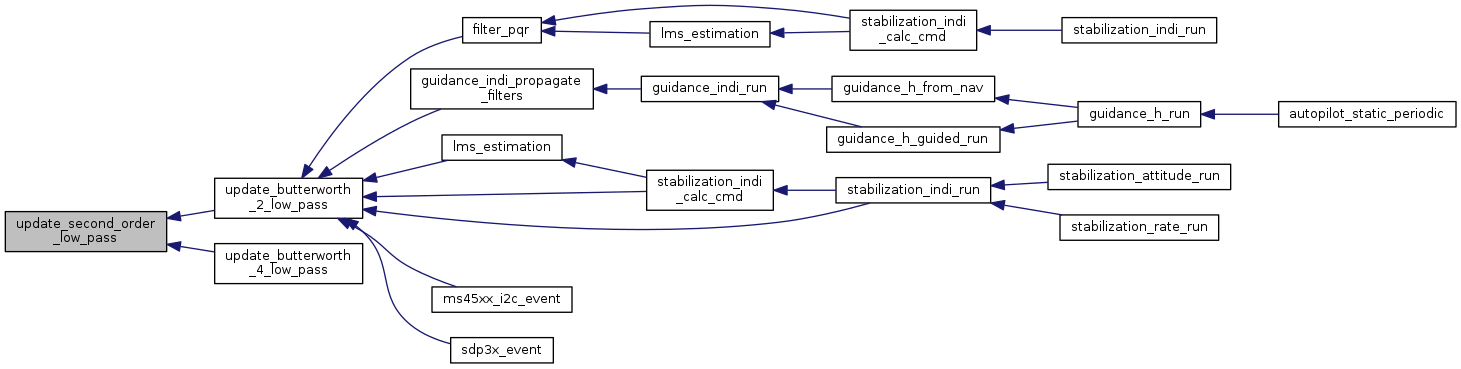 filter_pqr
lms_estimation
stabilization_indi
_calc_cmd
stabilization_indi_run
guidance_indi_propagate
_filters
guidance_indi_run
guidance_h_from_nav
guidance_h_guided_run
guidance_h_run
autopilot_static_periodic
lms_estimation
stabilization_indi
_calc_cmd
stabilization_indi_run
stabilization_attitude_run
stabilization_rate_run
update_butterworth
_2_low_pass
update_second_order
_low_pass
update_butterworth
_4_low_pass
ms45xx_i2c_event
sdp3x_event